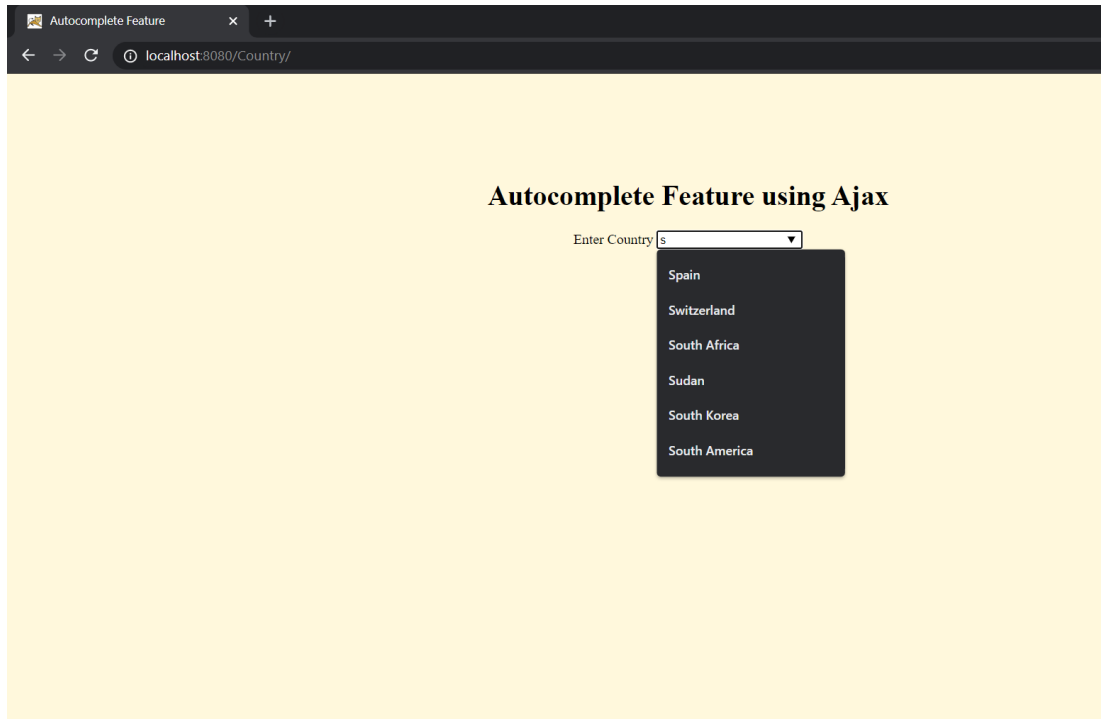 Autocomplete Feature
localhost:8080/Country/
Autocomplete Feature using Ajax
Enter Country s
Spain
Switzerland
South Africa
Sudan
South Korea
South America